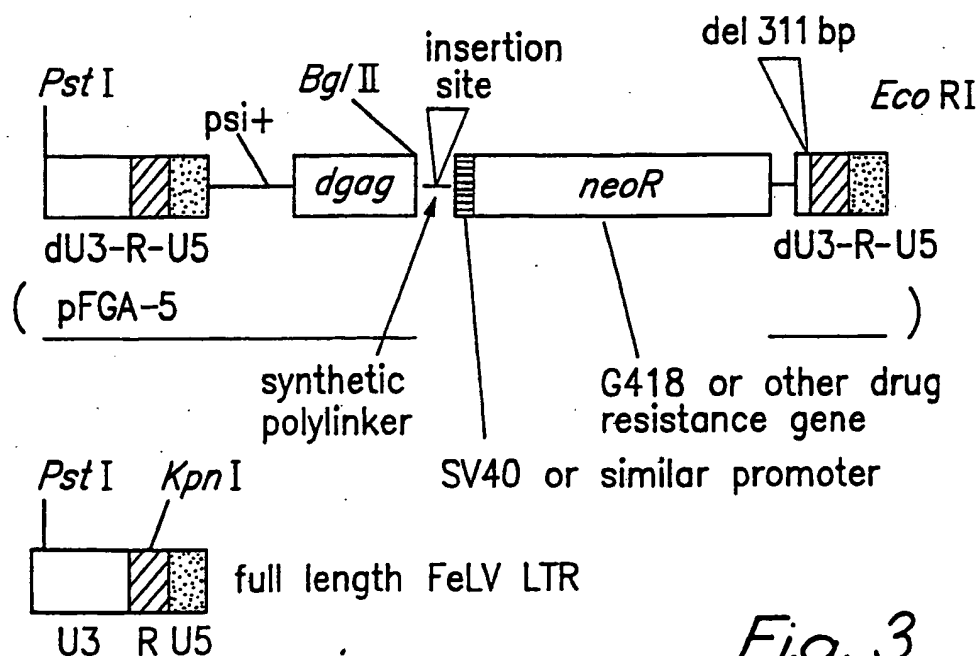 insertion
site
del 311 bp
Pst I
Bgl II
Eco RI
psi+
dgag
neoR
dU3-R-U5
dU3-R-U5
( pFGA-5 )
synthetic
polylinker
G418 or other drug
resistance gene
SV40 or similar promoter
Pst I
Kpn I
full length FeLV LTR
U3 R U5
Fig. 3